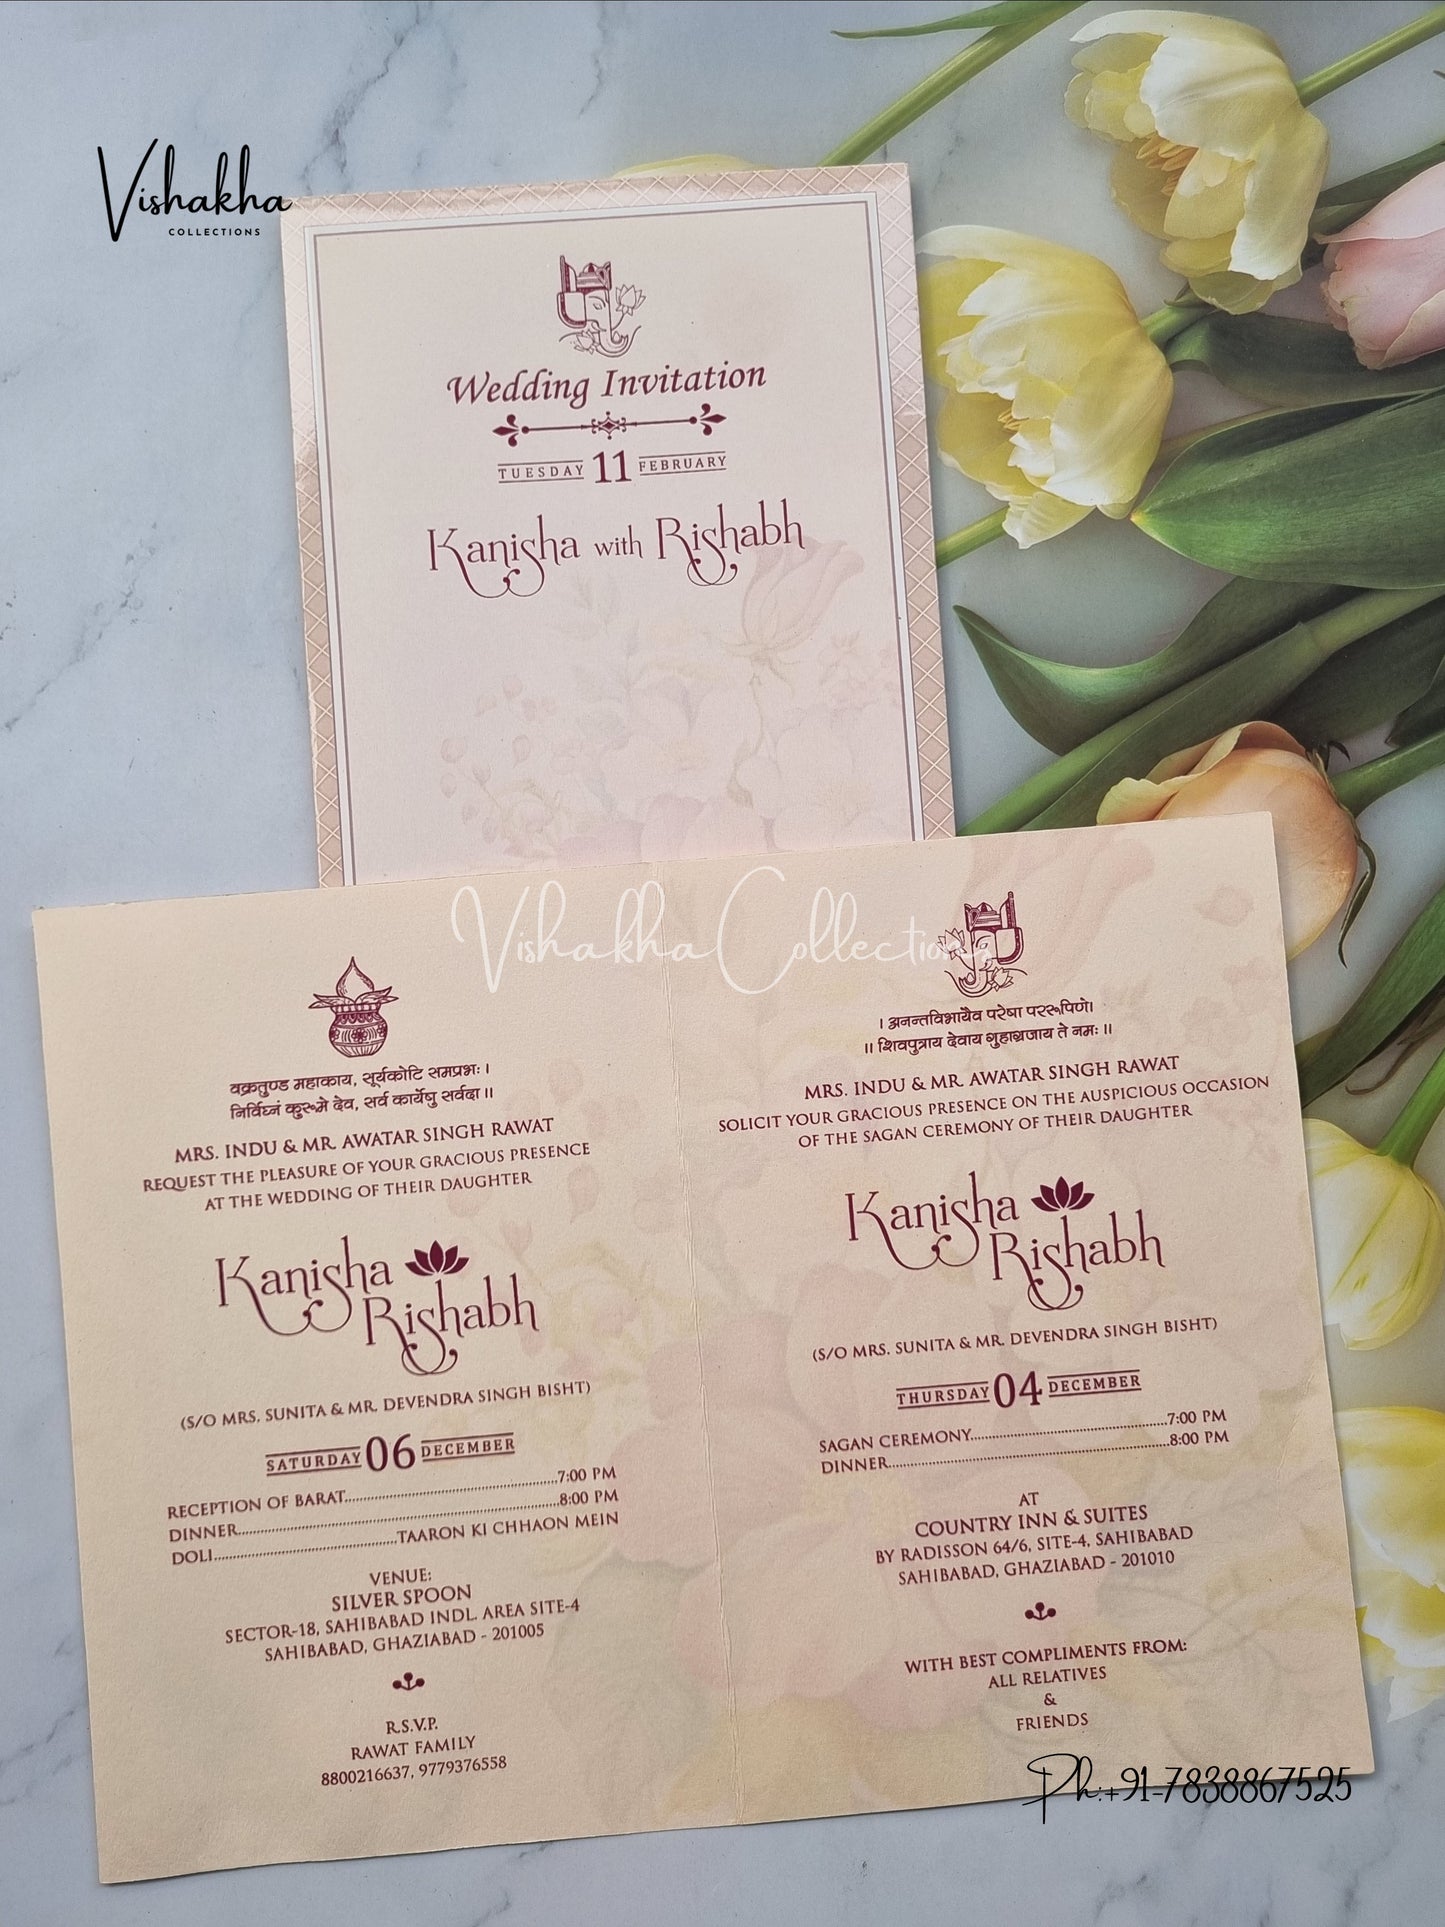 Vishakha
COLLECTIONS
Wedding Invitation
TUESDAY 11 FEBRUARY
Kanisha with Rishabh
Vishakha Collections
वक्रतुण्ड महाकाय, सूर्यकोटि समप्रभः।
निर्विघ्नं कुरूमे देव, सर्व कार्येषु सर्वदा॥
MRS. INDU & MR. AWATAR SINGH RAWAT
REQUEST THE PLEASURE OF YOUR GRACIOUS PRESENCE
AT THE WEDDING OF THEIR DAUGHTER
Kanisha
Rishabh
(S/O MRS. SUNITA & MR. DEVENDRA SINGH BISHT)
SATURDAY 06 DECEMBER
RECEPTION OF BARAT..........7:00 PM
DINNER..........8:00 PM
DOLI..........TAARON KI CHHAON MEIN
VENUE:
SILVER SPOON
SECTOR-18, SAHIBABAD INDL. AREA SITE-4
SAHIBABAD, GHAZIABAD - 201005
R.S.V.P.
RAWAT FAMILY
8800216637, 9779376558
। अनन्तविभायैव परेषा पररूपिणे।
॥ शिवपुत्राय देवाय गुहाग्रजाय ते नमः॥
MRS. INDU & MR. AWATAR SINGH RAWAT
SOLICIT YOUR GRACIOUS PRESENCE ON THE AUSPICIOUS OCCASION
OF THE SAGAN CEREMONY OF THEIR DAUGHTER
Kanisha
Rishabh
(S/O MRS. SUNITA & MR. DEVENDRA SINGH BISHT)
THURSDAY 04 DECEMBER
SAGAN CEREMONY..........7:00 PM
DINNER..........8:00 PM
AT
COUNTRY INN & SUITES
BY RADISSON 64/6, SITE-4, SAHIBABAD
SAHIBABAD, GHAZIABAD - 201010
WITH BEST COMPLIMENTS FROM:
ALL RELATIVES
&
FRIENDS
Ph:+91-7838867525